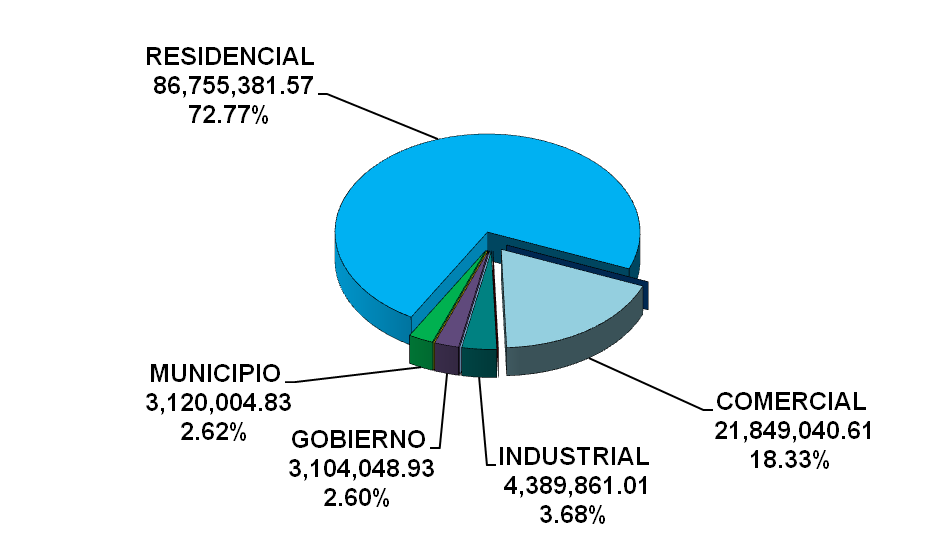 RESIDENCIAL
86,755,381.57
72.77%
MUNICIPIO
3,120,004.83
2.62%
GOBIERNO
3,104,048.93
2.60%
INDUSTRIAL
4,389,861.01
3.68%
COMERCIAL
21,849,040.61
18.33%